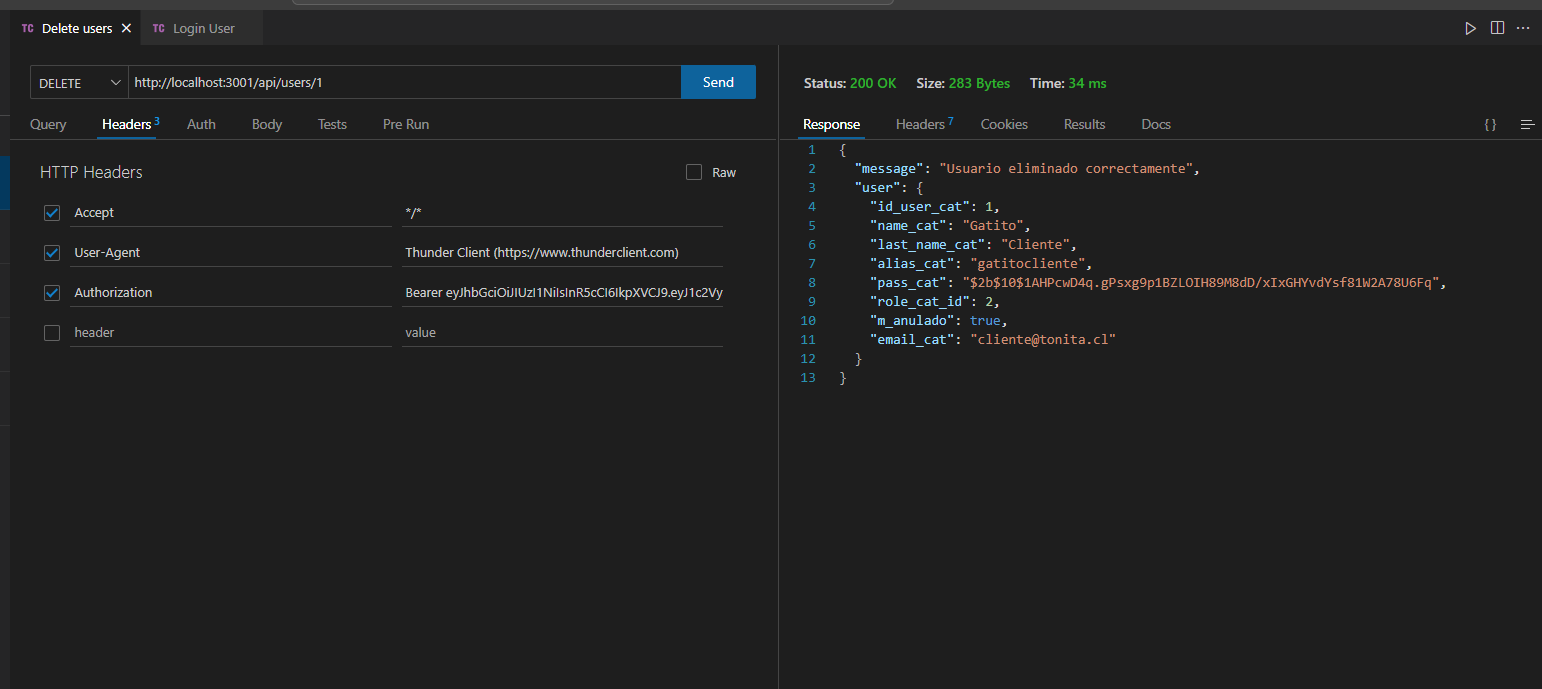 TC Delete users TC Login User
DELETE http://localhost:3001/api/users/1 Send
Query Headers 3 Auth Body Tests Pre Run
HTTP Headers Raw
Accept */*
User-Agent Thunder Client (https://www.thunderclient.com)
Authorization Bearer eyJhbGciOiJIUzI1NiIsInR5cCI6IkpXVCJ9.eyJ1c2Vy
header value
Status: 200 OK Size: 283 Bytes Time: 34 ms
Response Headers 7 Cookies Results Docs { }
1 {
2 "message": "Usuario eliminado correctamente",
3 "user": {
4 "id_user_cat": 1,
5 "name_cat": "Gatito",
6 "last_name_cat": "Cliente",
7 "alias_cat": "gatitocliente",
8 "pass_cat": "$2b$10$1AHPcwD4q.gPsxg9p1BZLOIH89M8dD/xIxGHYvdYsf81W2A78U6Fq",
9 "role_cat_id": 2,
10 "m_anulado": true,
11 "email_cat": "cliente@tonita.cl"
12 }
13 }